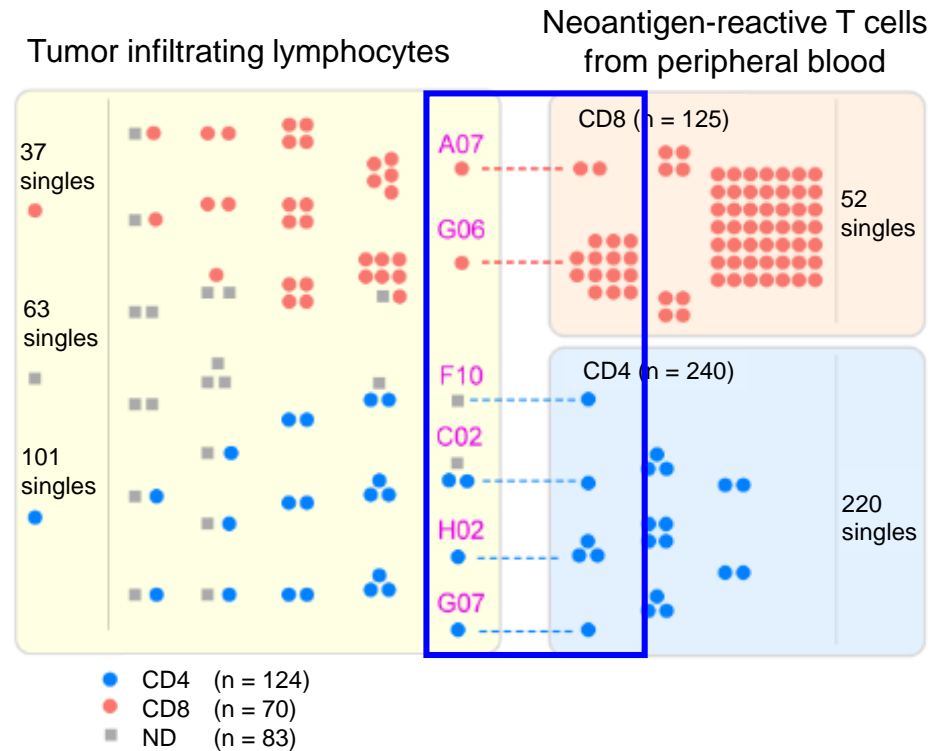 Tumor infiltrating lymphocytes
Neoantigen-reactive T cells
from peripheral blood
37
singles
63
singles
101
singles
A07
G06
F10
C02
H02
G07
CD8 (n = 125)
52
singles
CD4 (n = 240)
220
singles
CD4 (n = 124)
CD8 (n = 70)
ND (n = 83)